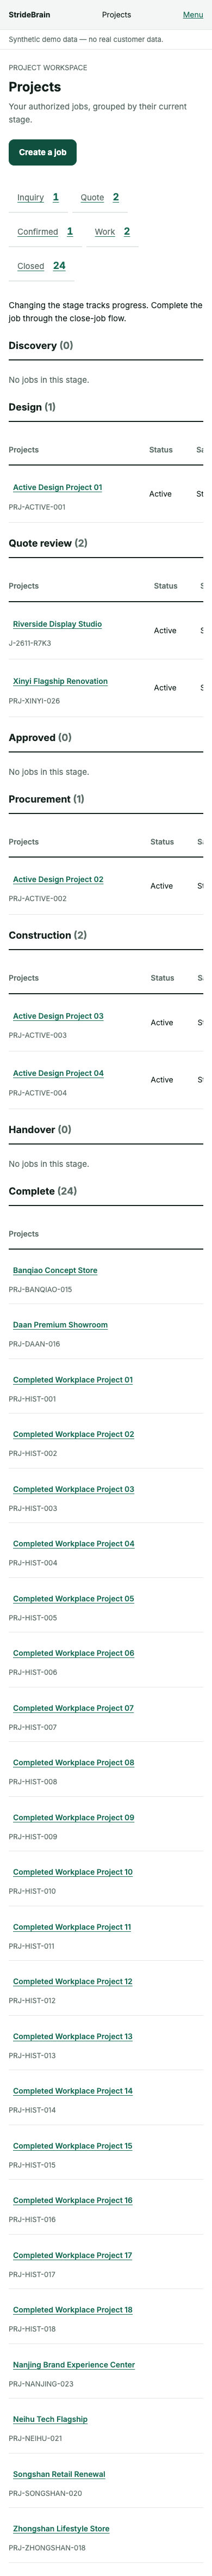 StrideBrain Projects Menu
Synthetic demo data — no real customer data.
PROJECT WORKSPACE
Projects
Your authorized jobs, grouped by their current
stage.
Create a job
Inquiry 1 Quote 2
Confirmed 1 Work 2
Closed 24
Changing the stage tracks progress. Complete the
job through the close-job flow.
Discovery (0)
No jobs in this stage.
Design (1)
Projects Status Sa
Active Design Project 01
Active St
PRJ-ACTIVE-001
Quote review (2)
Projects Status S
Riverside Display Studio
Active S
J-2611-R7K3
Xinyi Flagship Renovation
Active S
PRJ-XINYI-026
Approved (0)
No jobs in this stage.
Procurement (1)
Projects Status Sa
Active Design Project 02
Active St
PRJ-ACTIVE-002
Construction (2)
Projects Status Sa
Active Design Project 03
Active St
PRJ-ACTIVE-003
Active Design Project 04
Active St
PRJ-ACTIVE-004
Handover (0)
No jobs in this stage.
Complete (24)
Projects
Banqiao Concept Store
PRJ-BANQIAO-015
Daan Premium Showroom
PRJ-DAAN-016
Completed Workplace Project 01
PRJ-HIST-001
Completed Workplace Project 02
PRJ-HIST-002
Completed Workplace Project 03
PRJ-HIST-003
Completed Workplace Project 04
PRJ-HIST-004
Completed Workplace Project 05
PRJ-HIST-005
Completed Workplace Project 06
PRJ-HIST-006
Completed Workplace Project 07
PRJ-HIST-007
Completed Workplace Project 08
PRJ-HIST-008
Completed Workplace Project 09
PRJ-HIST-009
Completed Workplace Project 10
PRJ-HIST-010
Completed Workplace Project 11
PRJ-HIST-011
Completed Workplace Project 12
PRJ-HIST-012
Completed Workplace Project 13
PRJ-HIST-013
Completed Workplace Project 14
PRJ-HIST-014
Completed Workplace Project 15
PRJ-HIST-015
Completed Workplace Project 16
PRJ-HIST-016
Completed Workplace Project 17
PRJ-HIST-017
Completed Workplace Project 18
PRJ-HIST-018
Nanjing Brand Experience Center
PRJ-NANJING-023
Neihu Tech Flagship
PRJ-NEIHU-021
Songshan Retail Renewal
PRJ-SONGSHAN-020
Zhongshan Lifestyle Store
PRJ-ZHONGSHAN-018